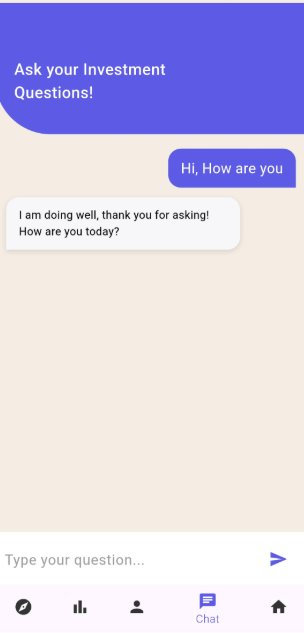 Ask your Investment
Questions!
Hi, How are you
I am doing well, thank you for asking!
How are you today?
Type your question...
Chat